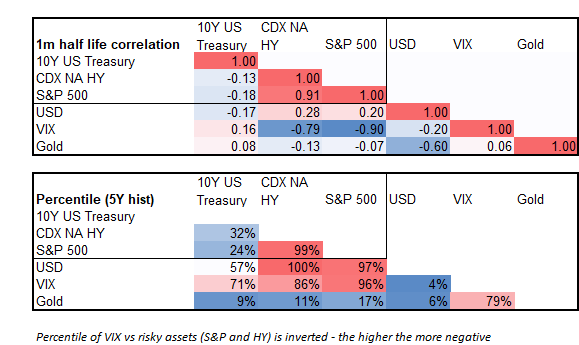 10Y US CDX NA
1m half life correlation Treasury HY S&P 500 USD VIX Gold
10Y US Treasury 1.00
CDX NA HY -0.13 1.00
S&P 500 -0.18 0.91 1.00
USD -0.17 0.28 0.20 1.00
VIX 0.16 -0.79 -0.90 -0.20 1.00
Gold 0.08 -0.13 -0.07 -0.60 0.06 1.00
10Y US CDX NA
Percentile (5Y hist) Treasury HY S&P 500 USD VIX Gold
10Y US Treasury
CDX NA HY 32%
S&P 500 24% 99%
USD 57% 100% 97%
VIX 71% 86% 96% 4%
Gold 9% 11% 17% 6% 79%
Percentile of VIX vs risky assets (S&P and HY) is inverted - the higher the more negative